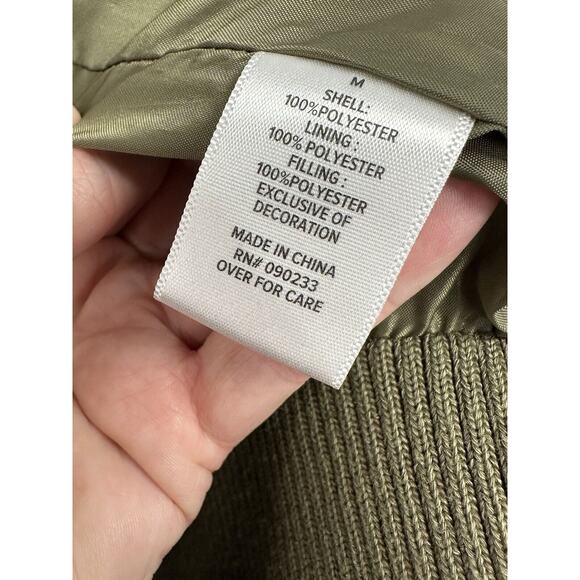 M
SHELL:
100%POLYESTER
LINING :
100% POLYESTER
FILLING :
100%POLYESTER
EXCLUSIVE OF
DECORATION
MADE IN CHINA
RN# 090233
OVER FOR CARE